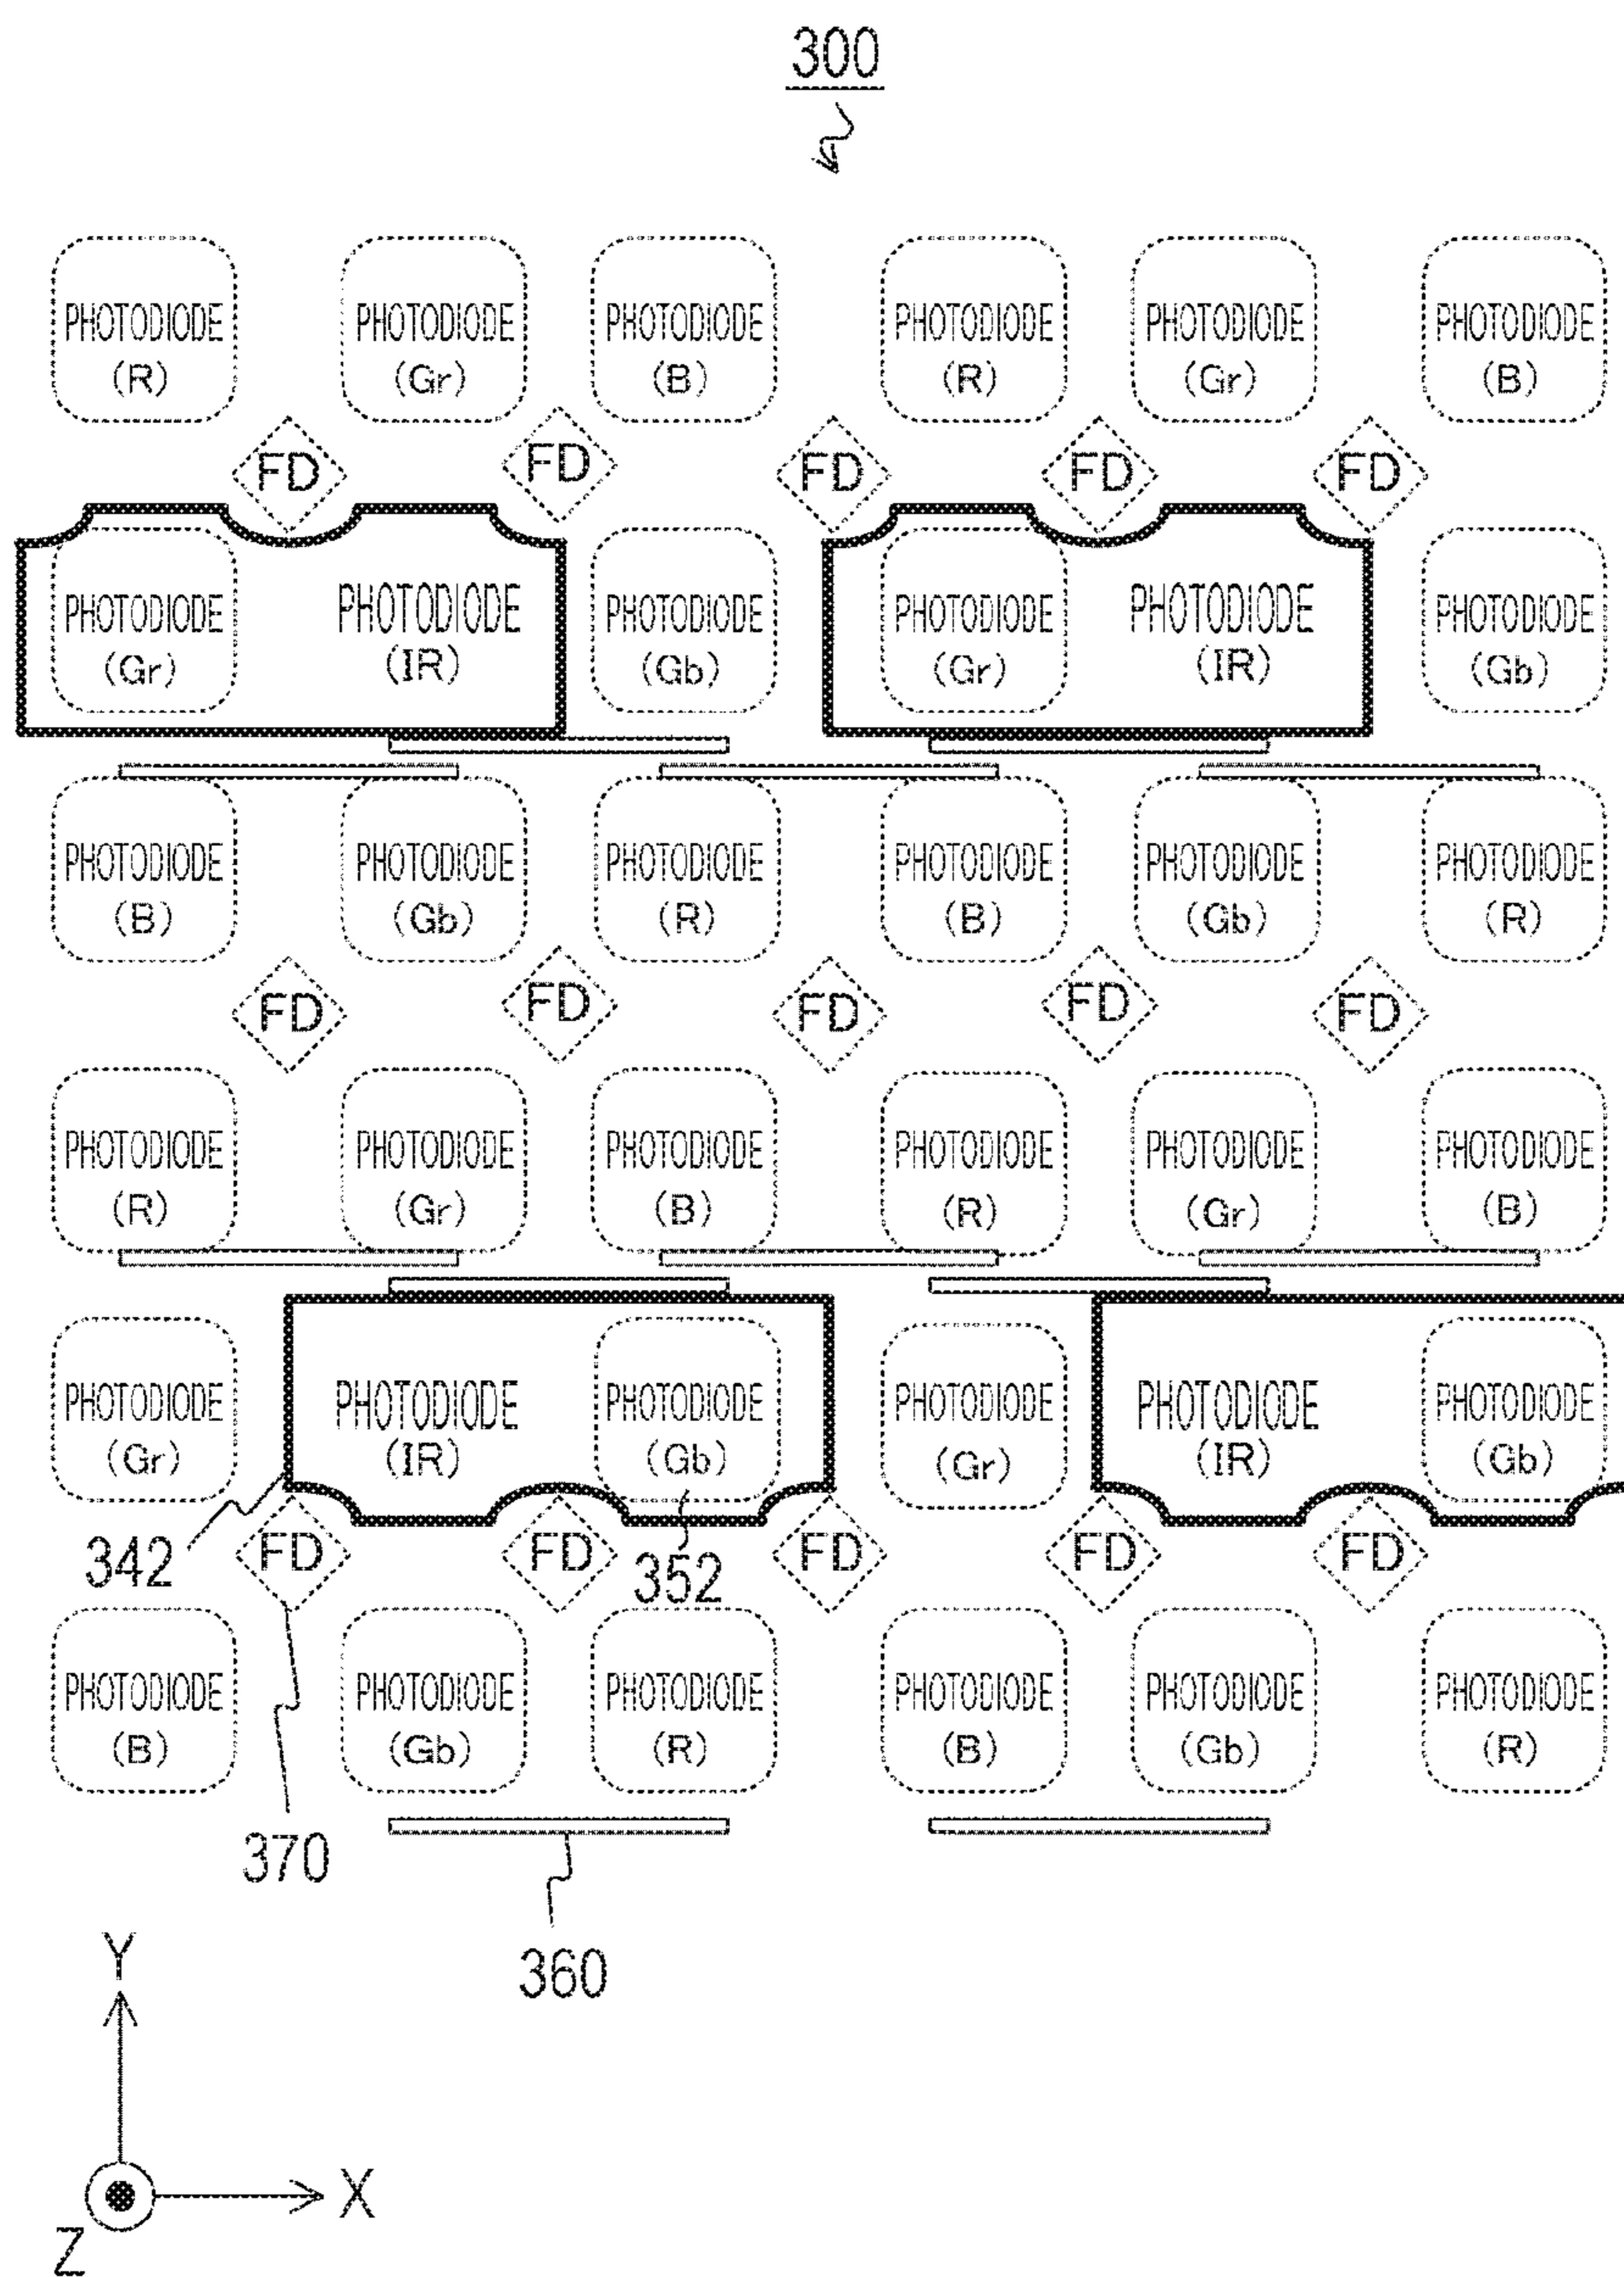 300
PHOTODIODE PHOTODIODE PHOTODIODE PHOTODIODE PHOTODIODE PHOTODIODE
(R) (Gr) (B) (R) (Gr) (B)
FD FD FD FD FD
PHOTODIODE PHOTODIODE PHOTODIODE PHOTODIODE PHOTODIODE PHOTODIODE
(Gr) (IR) (Gb) (Gr) (IR) (Gb)
PHOTODIODE PHOTODIODE PHOTODIODE PHOTODIODE PHOTODIODE PHOTODIODE
(B) (Gb) (R) (B) (Gb) (R)
FD FD FD FD FD
PHOTODIODE PHOTODIODE PHOTODIODE PHOTODIODE PHOTODIODE PHOTODIODE
(R) (Gr) (B) (R) (Gr) (B)
PHOTODIODE PHOTODIODE PHOTODIODE PHOTODIODE PHOTODIODE PHOTODIODE
(Gr) (IR) (Gb) (Gr) (IR) (Gb)
342 FD FD 352 FD FD FD
PHOTODIODE PHOTODIODE PHOTODIODE PHOTODIODE PHOTODIODE PHOTODIODE
(B) (Gb) (R) (B) (Gb) (R)
370
360
Y
X
Z